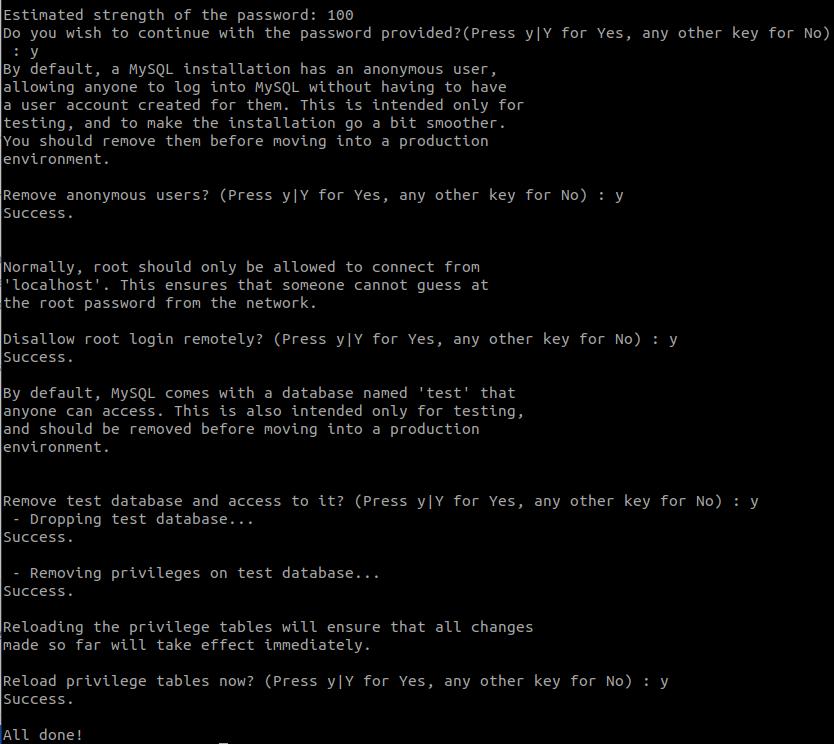 Estimated strength of the password: 100
Do you wish to continue with the password provided?(Press y|Y for Yes, any other key for No)
 : y
By default, a MySQL installation has an anonymous user,
allowing anyone to log into MySQL without having to have
a user account created for them. This is intended only for
testing, and to make the installation go a bit smoother.
You should remove them before moving into a production
environment.
Remove anonymous users? (Press y|Y for Yes, any other key for No) : y
Success.
Normally, root should only be allowed to connect from
'localhost'. This ensures that someone cannot guess at
the root password from the network.
Disallow root login remotely? (Press y|Y for Yes, any other key for No) : y
Success.
By default, MySQL comes with a database named 'test' that
anyone can access. This is also intended only for testing,
and should be removed before moving into a production
environment.
Remove test database and access to it? (Press y|Y for Yes, any other key for No) : y
 - Dropping test database...
Success.
 - Removing privileges on test database...
Success.
Reloading the privilege tables will ensure that all changes
made so far will take effect immediately.
Reload privilege tables now? (Press y|Y for Yes, any other key for No) : y
Success.
All done!